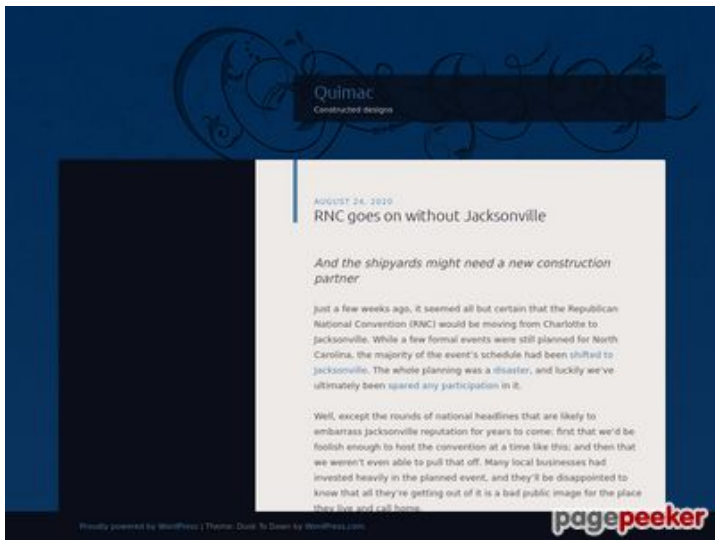 Quimac
Constructed designs
AUGUST 24, 2020
RNC goes on without Jacksonville
And the shipyards might need a new construction
partner
Just a few weeks ago, it seemed all but certain that the Republican
National Convention (RNC) would be moving from Charlotte to
Jacksonville. While a few formal events were still planned for North
Carolina, the majority of the event's schedule had been shifted to
Jacksonville. The whole planning was a disaster, and luckily we've
ultimately been spared any participation in it.
Well, except the rounds of national headlines that are likely to
embarrass Jacksonville reputation for years to come: first that we'd be
foolish enough to host the convention at a time like this; and then that
we weren't even able to pull that off. Many local businesses had
invested heavily in the planned event, and they'll be disappointed to
know that all they're getting out of it is a bad public image for the place
they live and call home.
Proudly powered by WordPress | Theme: Dusk To Dawn by WordPress.com.
pagepeeker